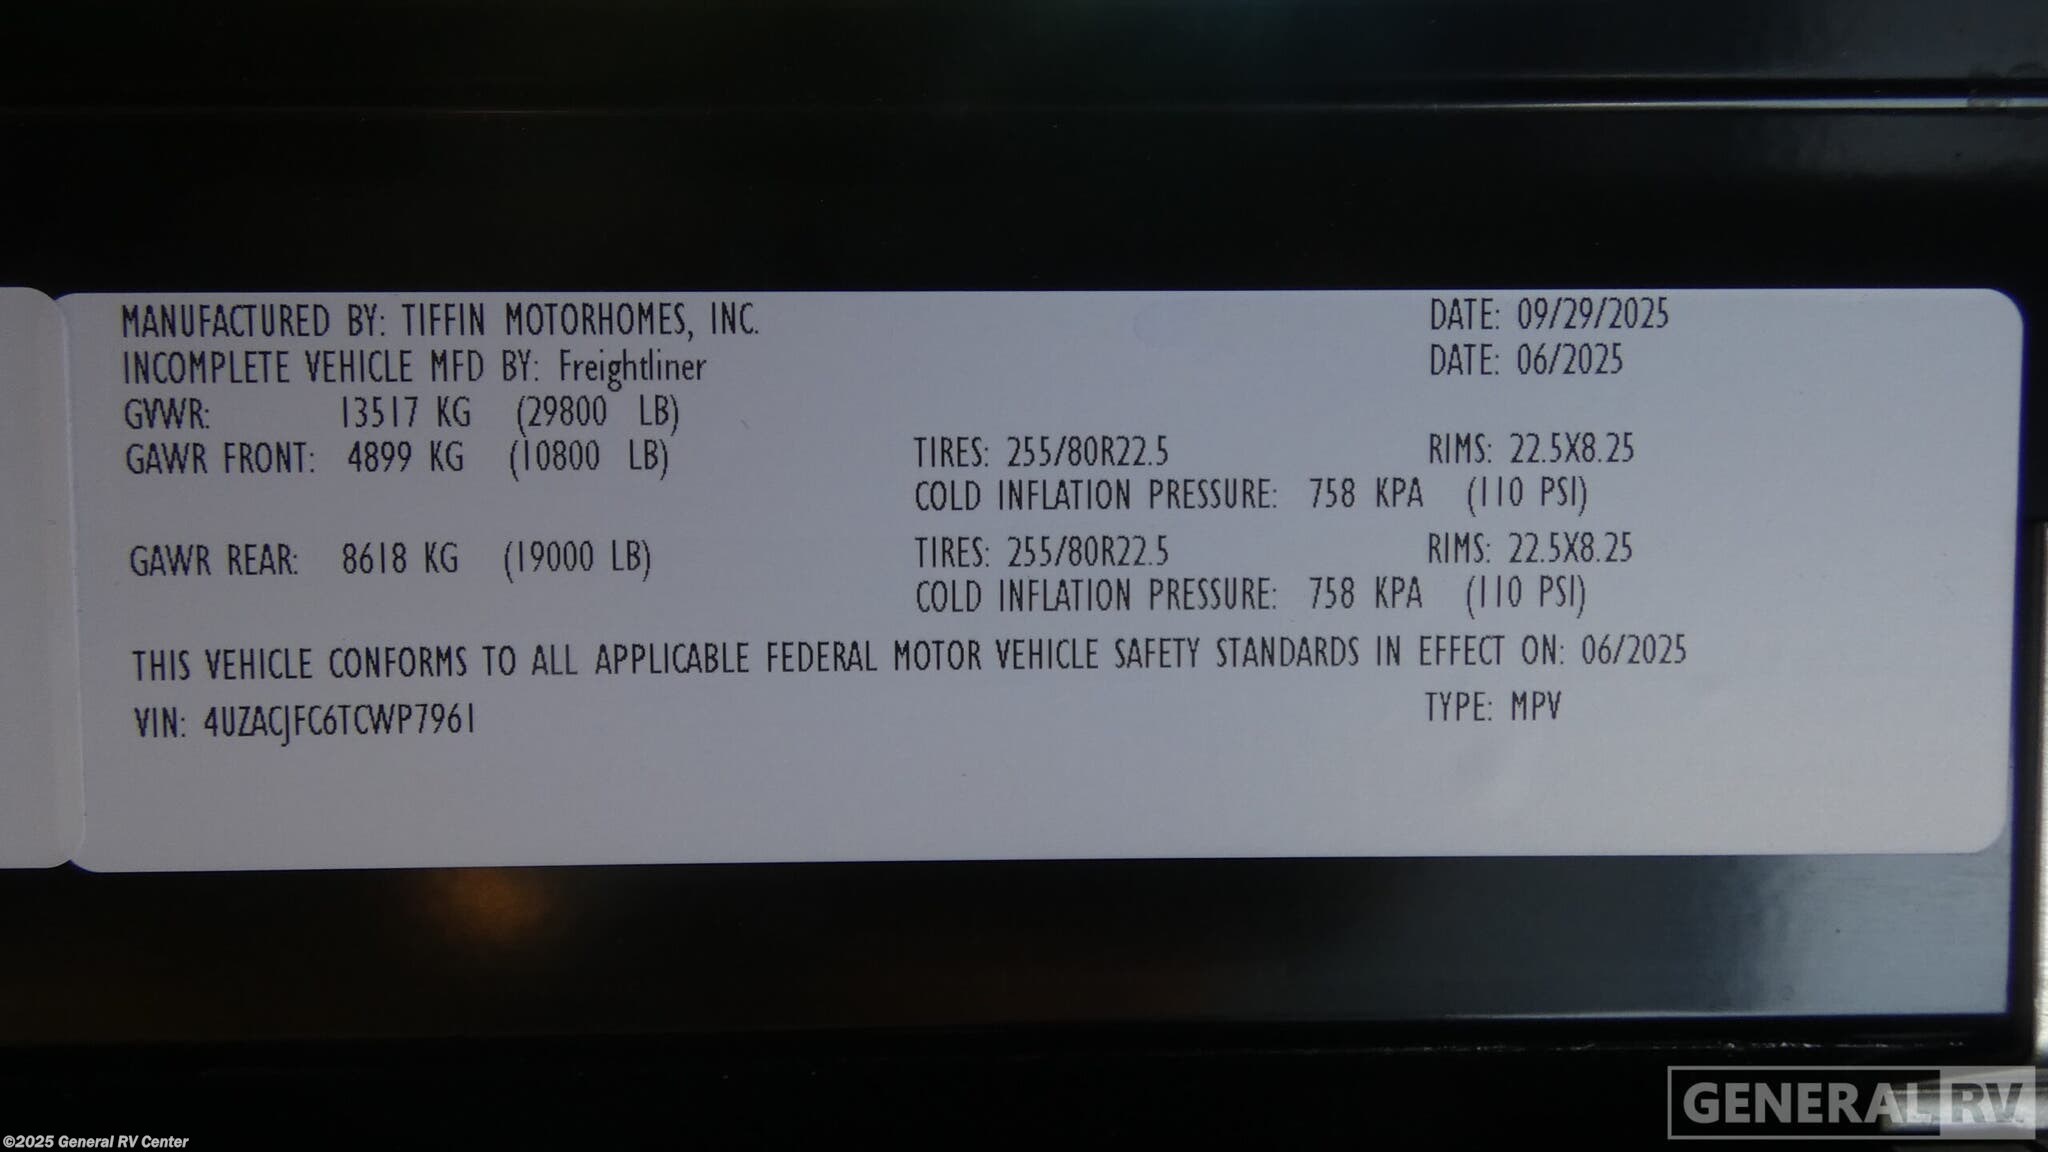 MANUFACTURED BY: TIFFIN MOTORHOMES, INC. DATE: 09/29/2025
INCOMPLETE VEHICLE MFD BY: Freightliner DATE: 06/2025
GVWR: 13517 KG (29800 LB)
GAWR FRONT: 4899 KG (10800 LB) TIRES: 255/80R22.5 RIMS: 22.5X8.25
COLD INFLATION PRESSURE: 758 KPA (110 PSI)
GAWR REAR: 8618 KG (19000 LB) TIRES: 255/80R22.5 RIMS: 22.5X8.25
COLD INFLATION PRESSURE: 758 KPA (110 PSI)
THIS VEHICLE CONFORMS TO ALL APPLICABLE FEDERAL MOTOR VEHICLE SAFETY STANDARDS IN EFFECT ON: 06/2025
VIN: 4UZACJFC6TCWP7961 TYPE: MPV
GENERAL RV
©2025 General RV Center